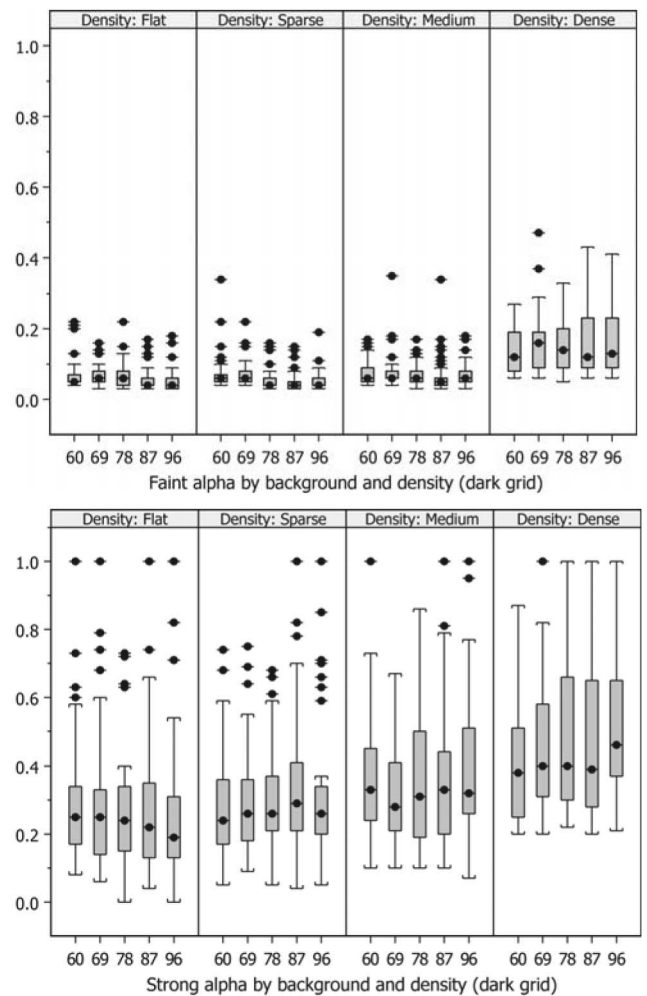 Density: Flat Density: Sparse Density: Medium Density: Dense
1.0
0.8
0.6
0.4
0.2
0.0
60 69 78 87 96 60 69 78 87 96 60 69 78 87 96 60 69 78 87 96
Faint alpha by background and density (dark grid)
Density: Flat Density: Sparse Density: Medium Density: Dense
1.0
0.8
0.6
0.4
0.2
0.0
60 69 78 87 96 60 69 78 87 96 60 69 78 87 96 60 69 78 87 96
Strong alpha by background and density (dark grid)